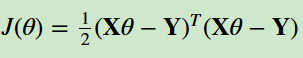 J(θ) = ½(Xθ − Y)ᵀ(Xθ − Y)